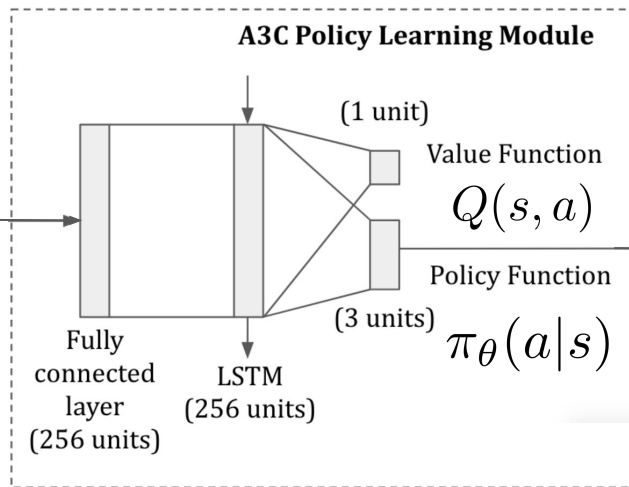 A3C Policy Learning Module
(1 unit)
Value Function
Q(s, a)
Policy Function
(3 units)
π_θ(a|s)
Fully
connected
layer
(256 units)
LSTM
(256 units)